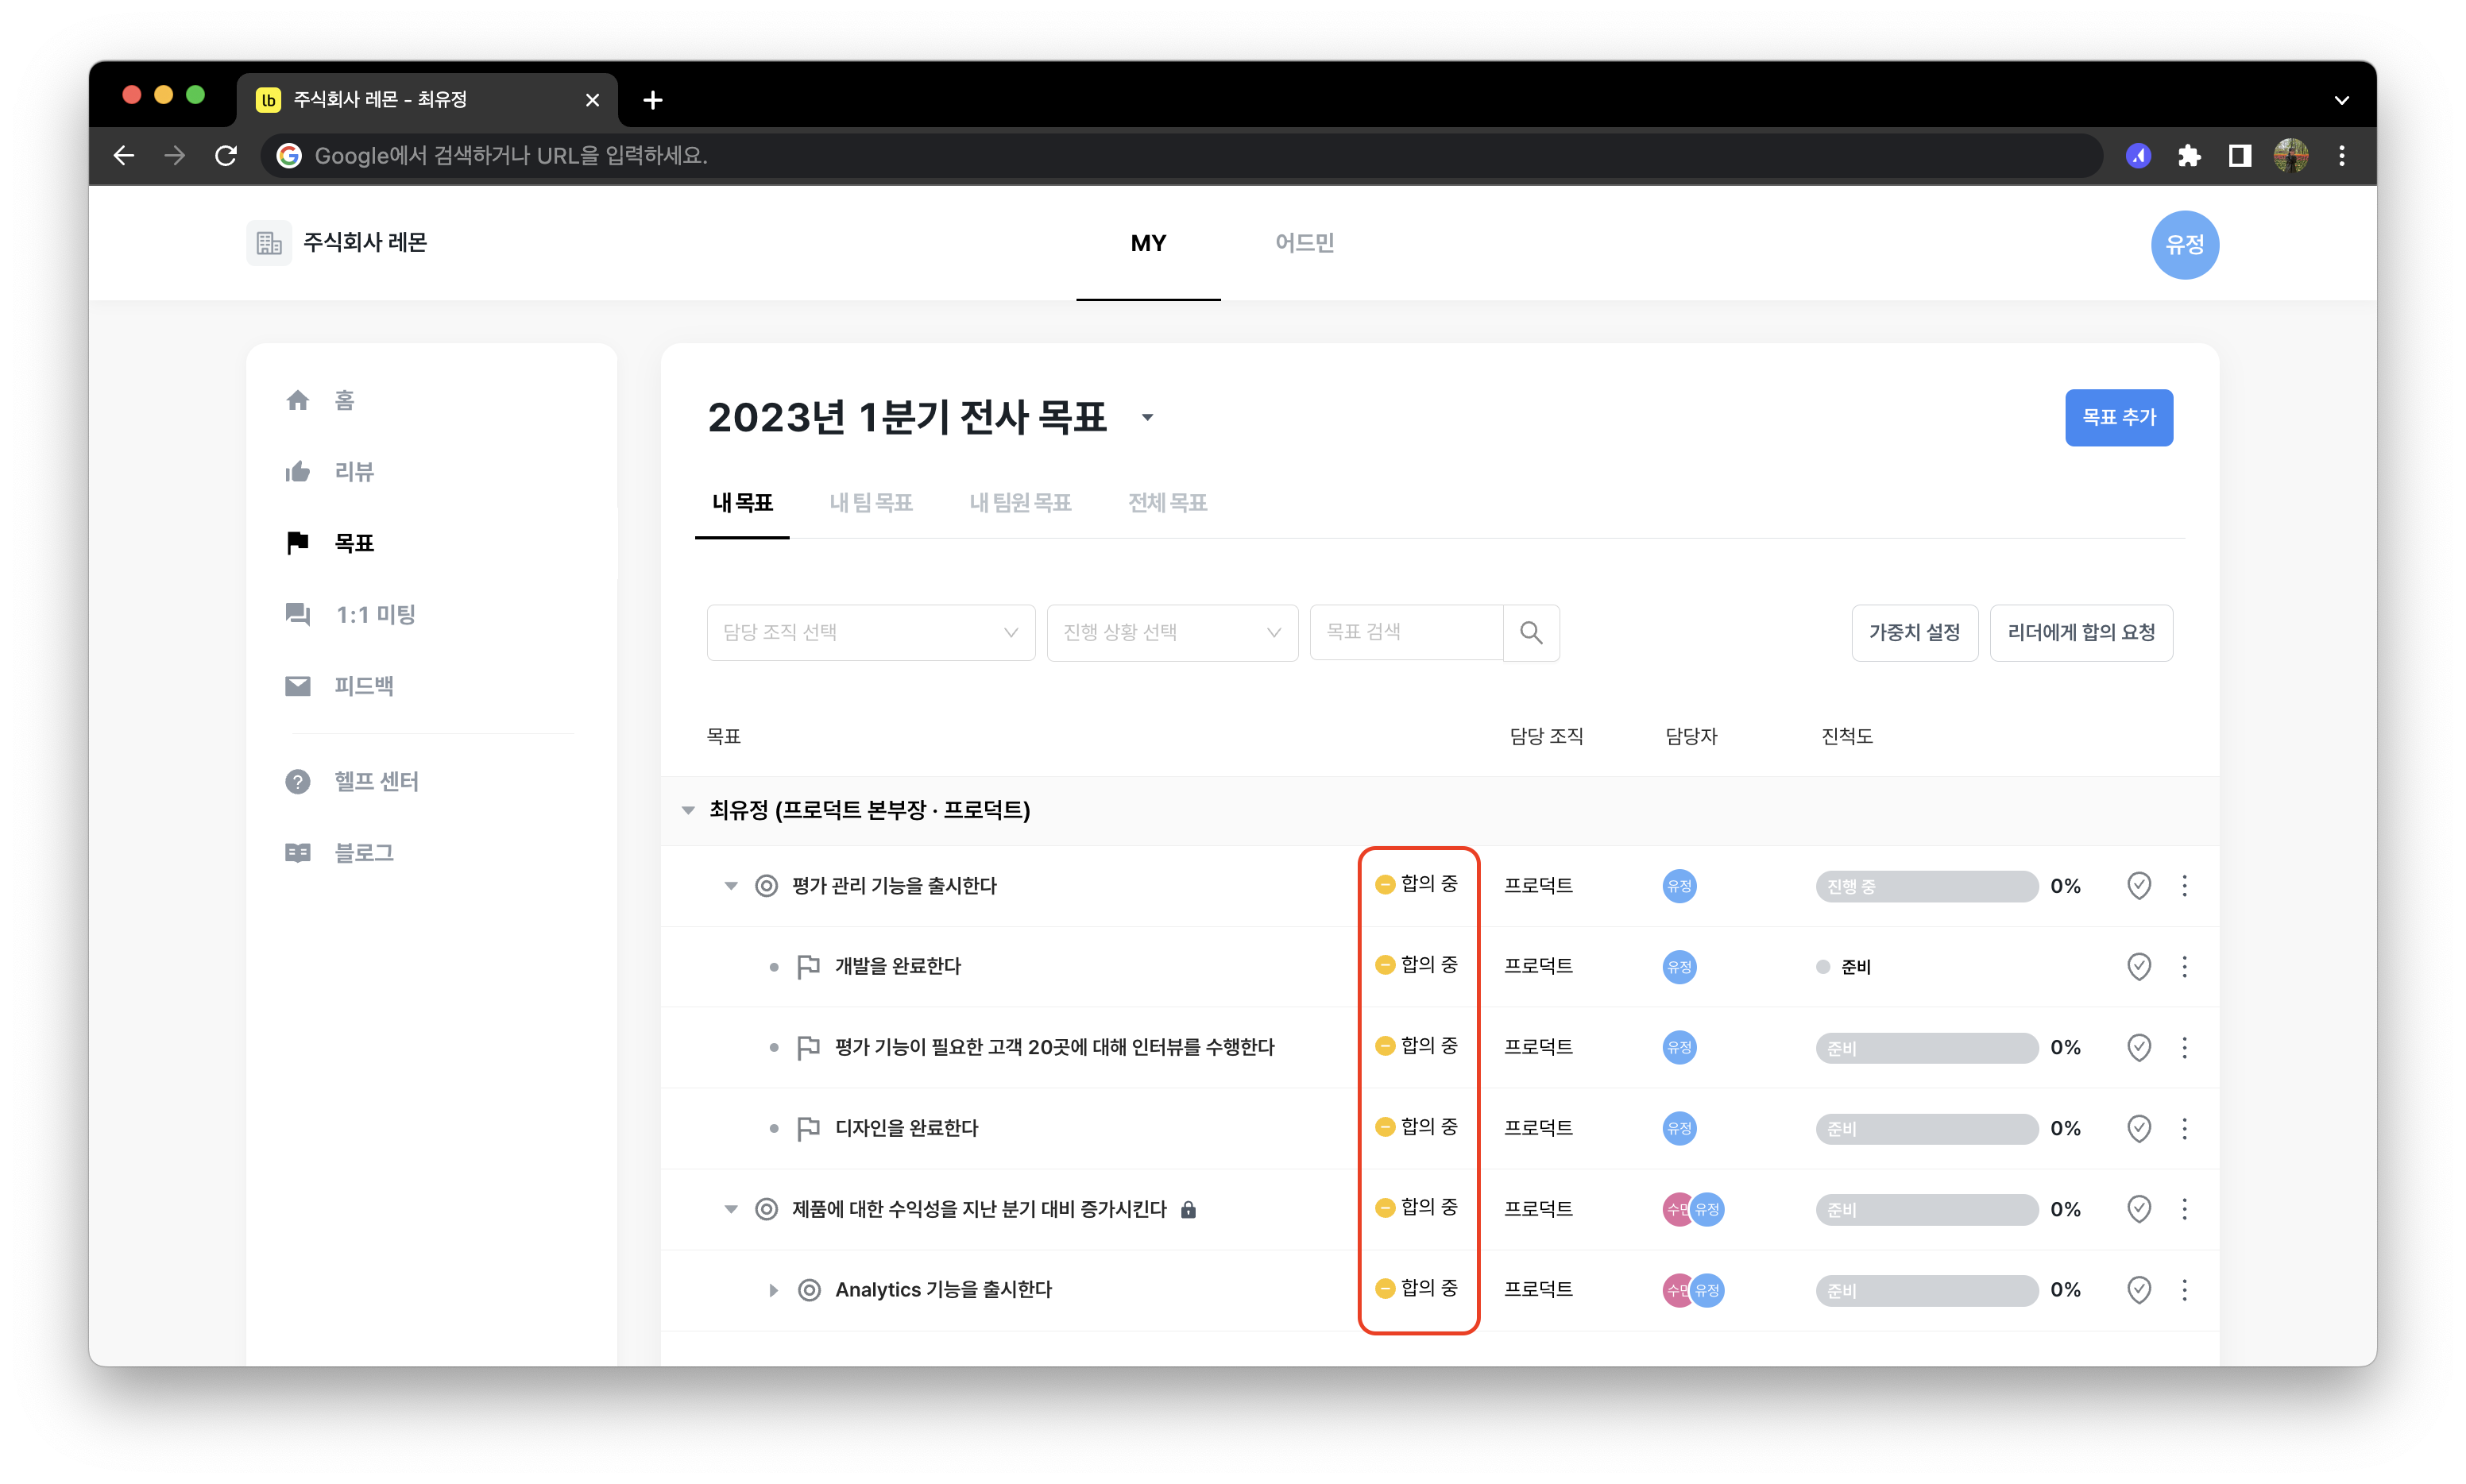 lb 주식회사 레몬 - 최유정
Google에서 검색하거나 URL을 입력하세요.
주식회사 레몬
MY
어드민
유정
홈
리뷰
목표
1:1 미팅
피드백
헬프 센터
블로그
2023년 1분기 전사 목표
목표 추가
내 목표
내 팀 목표
내 팀원 목표
전체 목표
담당 조직 선택
진행 상황 선택
목표 검색
가중치 설정
리더에게 합의 요청
목표 담당 조직 담당자 진척도
최유정 (프로덕트 본부장 · 프로덕트)
평가 관리 기능을 출시한다 합의 중 프로덕트 유정 진행 중 0%
개발을 완료한다 합의 중 프로덕트 유정 준비
평가 기능이 필요한 고객 20곳에 대해 인터뷰를 수행한다 합의 중 프로덕트 유정 준비 0%
디자인을 완료한다 합의 중 프로덕트 유정 준비 0%
제품에 대한 수익성을 지난 분기 대비 증가시킨다 합의 중 프로덕트 유정 준비 0%
Analytics 기능을 출시한다 합의 중 프로덕트 유정 준비 0%